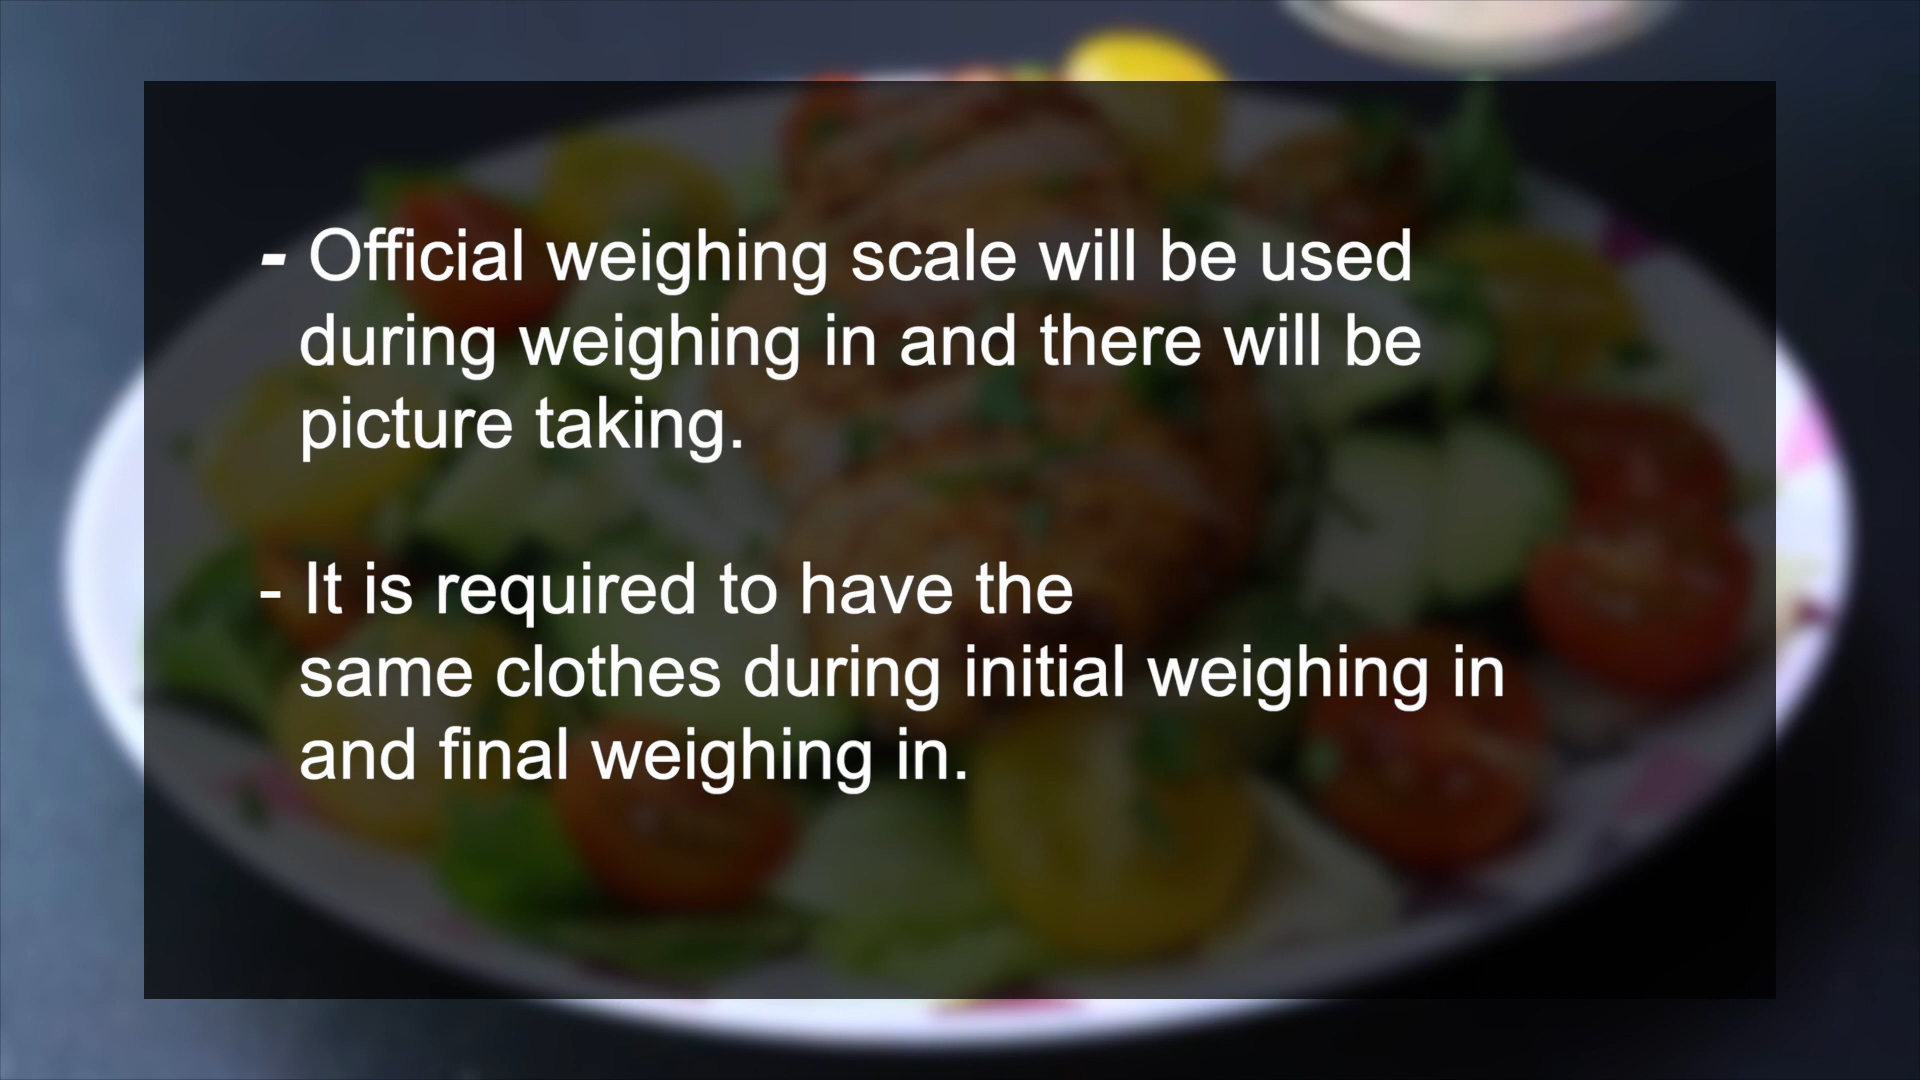 - Official weighing scale will be used
during weighing in and there will be
picture taking.
- It is required to have the
same clothes during initial weighing in
and final weighing in.